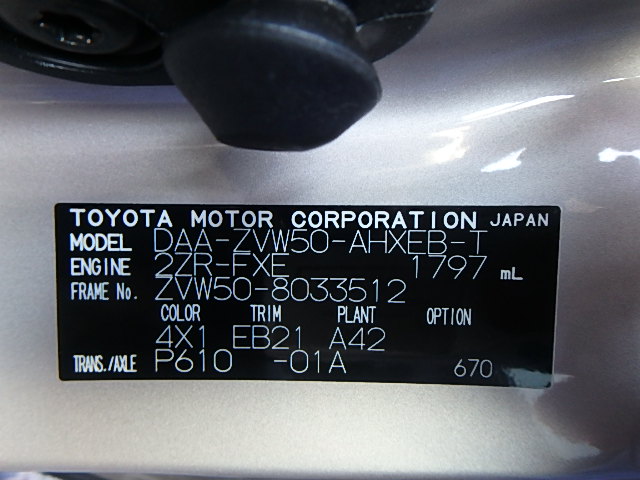 TOYOTA MOTOR CORPORATION JAPAN
MODEL DAA-ZVW50-AHXEB-T
ENGINE 2ZR-FXE 1797 mL
FRAME No. ZVW50-8033512
COLOR TRIM PLANT OPTION
4X1 EB21 A42
TRANS./AXLE P610 -01A 670